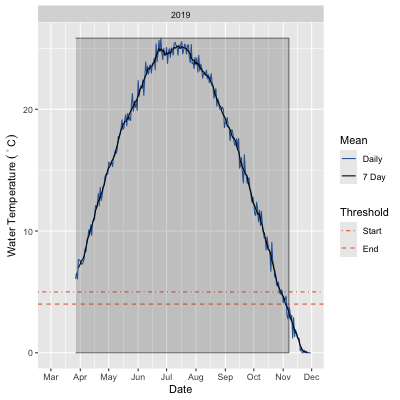 2019
Water Temperature ( ˚C)
20
10
0
Mar Apr May Jun Jul Aug Sep Oct Nov Dec
Date
Mean
Daily
7 Day
Threshold
Start
End